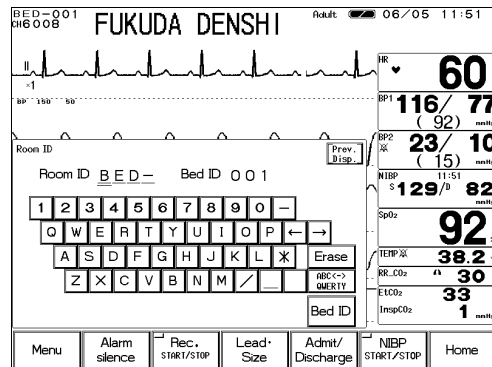 BED-001
CH6008
FUKUDA DENSHI
Adult
06/05 11:51
II
×1
HR
60
BP 150 50
BP1
116/ 77
( 92) mmHg
BP2
23/ 10
( 15) mmHg
NIBP 11:51
S 129/D 82
SpO2
92
TEMP
38.2
RR_CO2
30
EtCO2
33
InspCO2
1 mmHg
Room ID
Prev. Disp.
Room ID BED- Bed ID 001
1 2 3 4 5 6 7 8 9 0 -
Q W E R T Y U I O P ← →
A S D F G H J K L * Erase
Z X C V B N M / _ ABC<-> QWERTY
Bed ID
Menu
Alarm silence
Rec. START/STOP
Lead· Size
Admit/ Discharge
NIBP START/STOP
Home